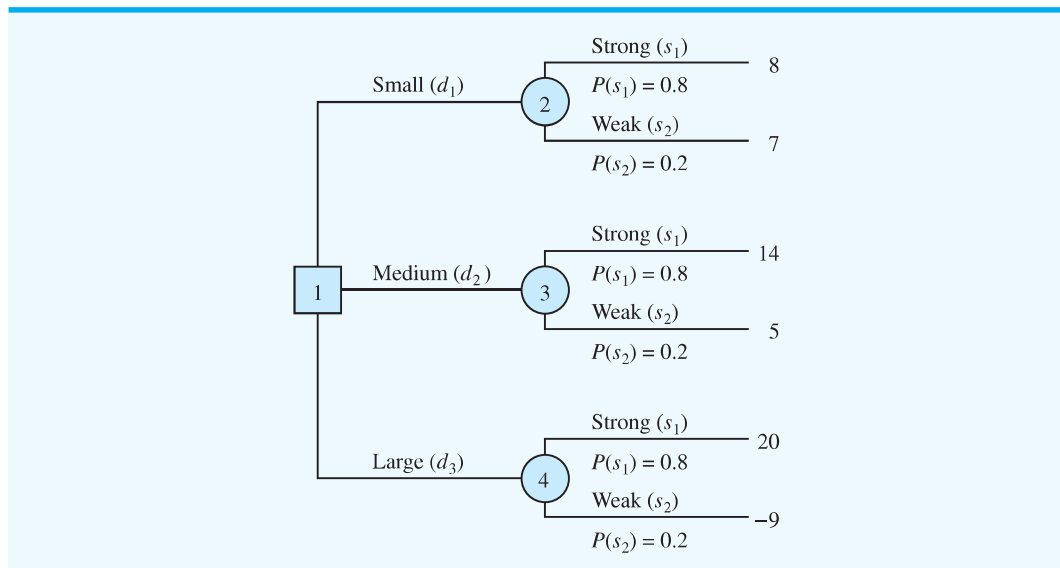 Strong (s₁)
8
Small (d₁)
P(s₁) = 0.8
2
Weak (s₂)
7
P(s₂) = 0.2
Strong (s₁)
14
Medium (d₂)
P(s₁) = 0.8
1
3
Weak (s₂)
5
P(s₂) = 0.2
Strong (s₁)
20
Large (d₃)
P(s₁) = 0.8
4
Weak (s₂)
−9
P(s₂) = 0.2